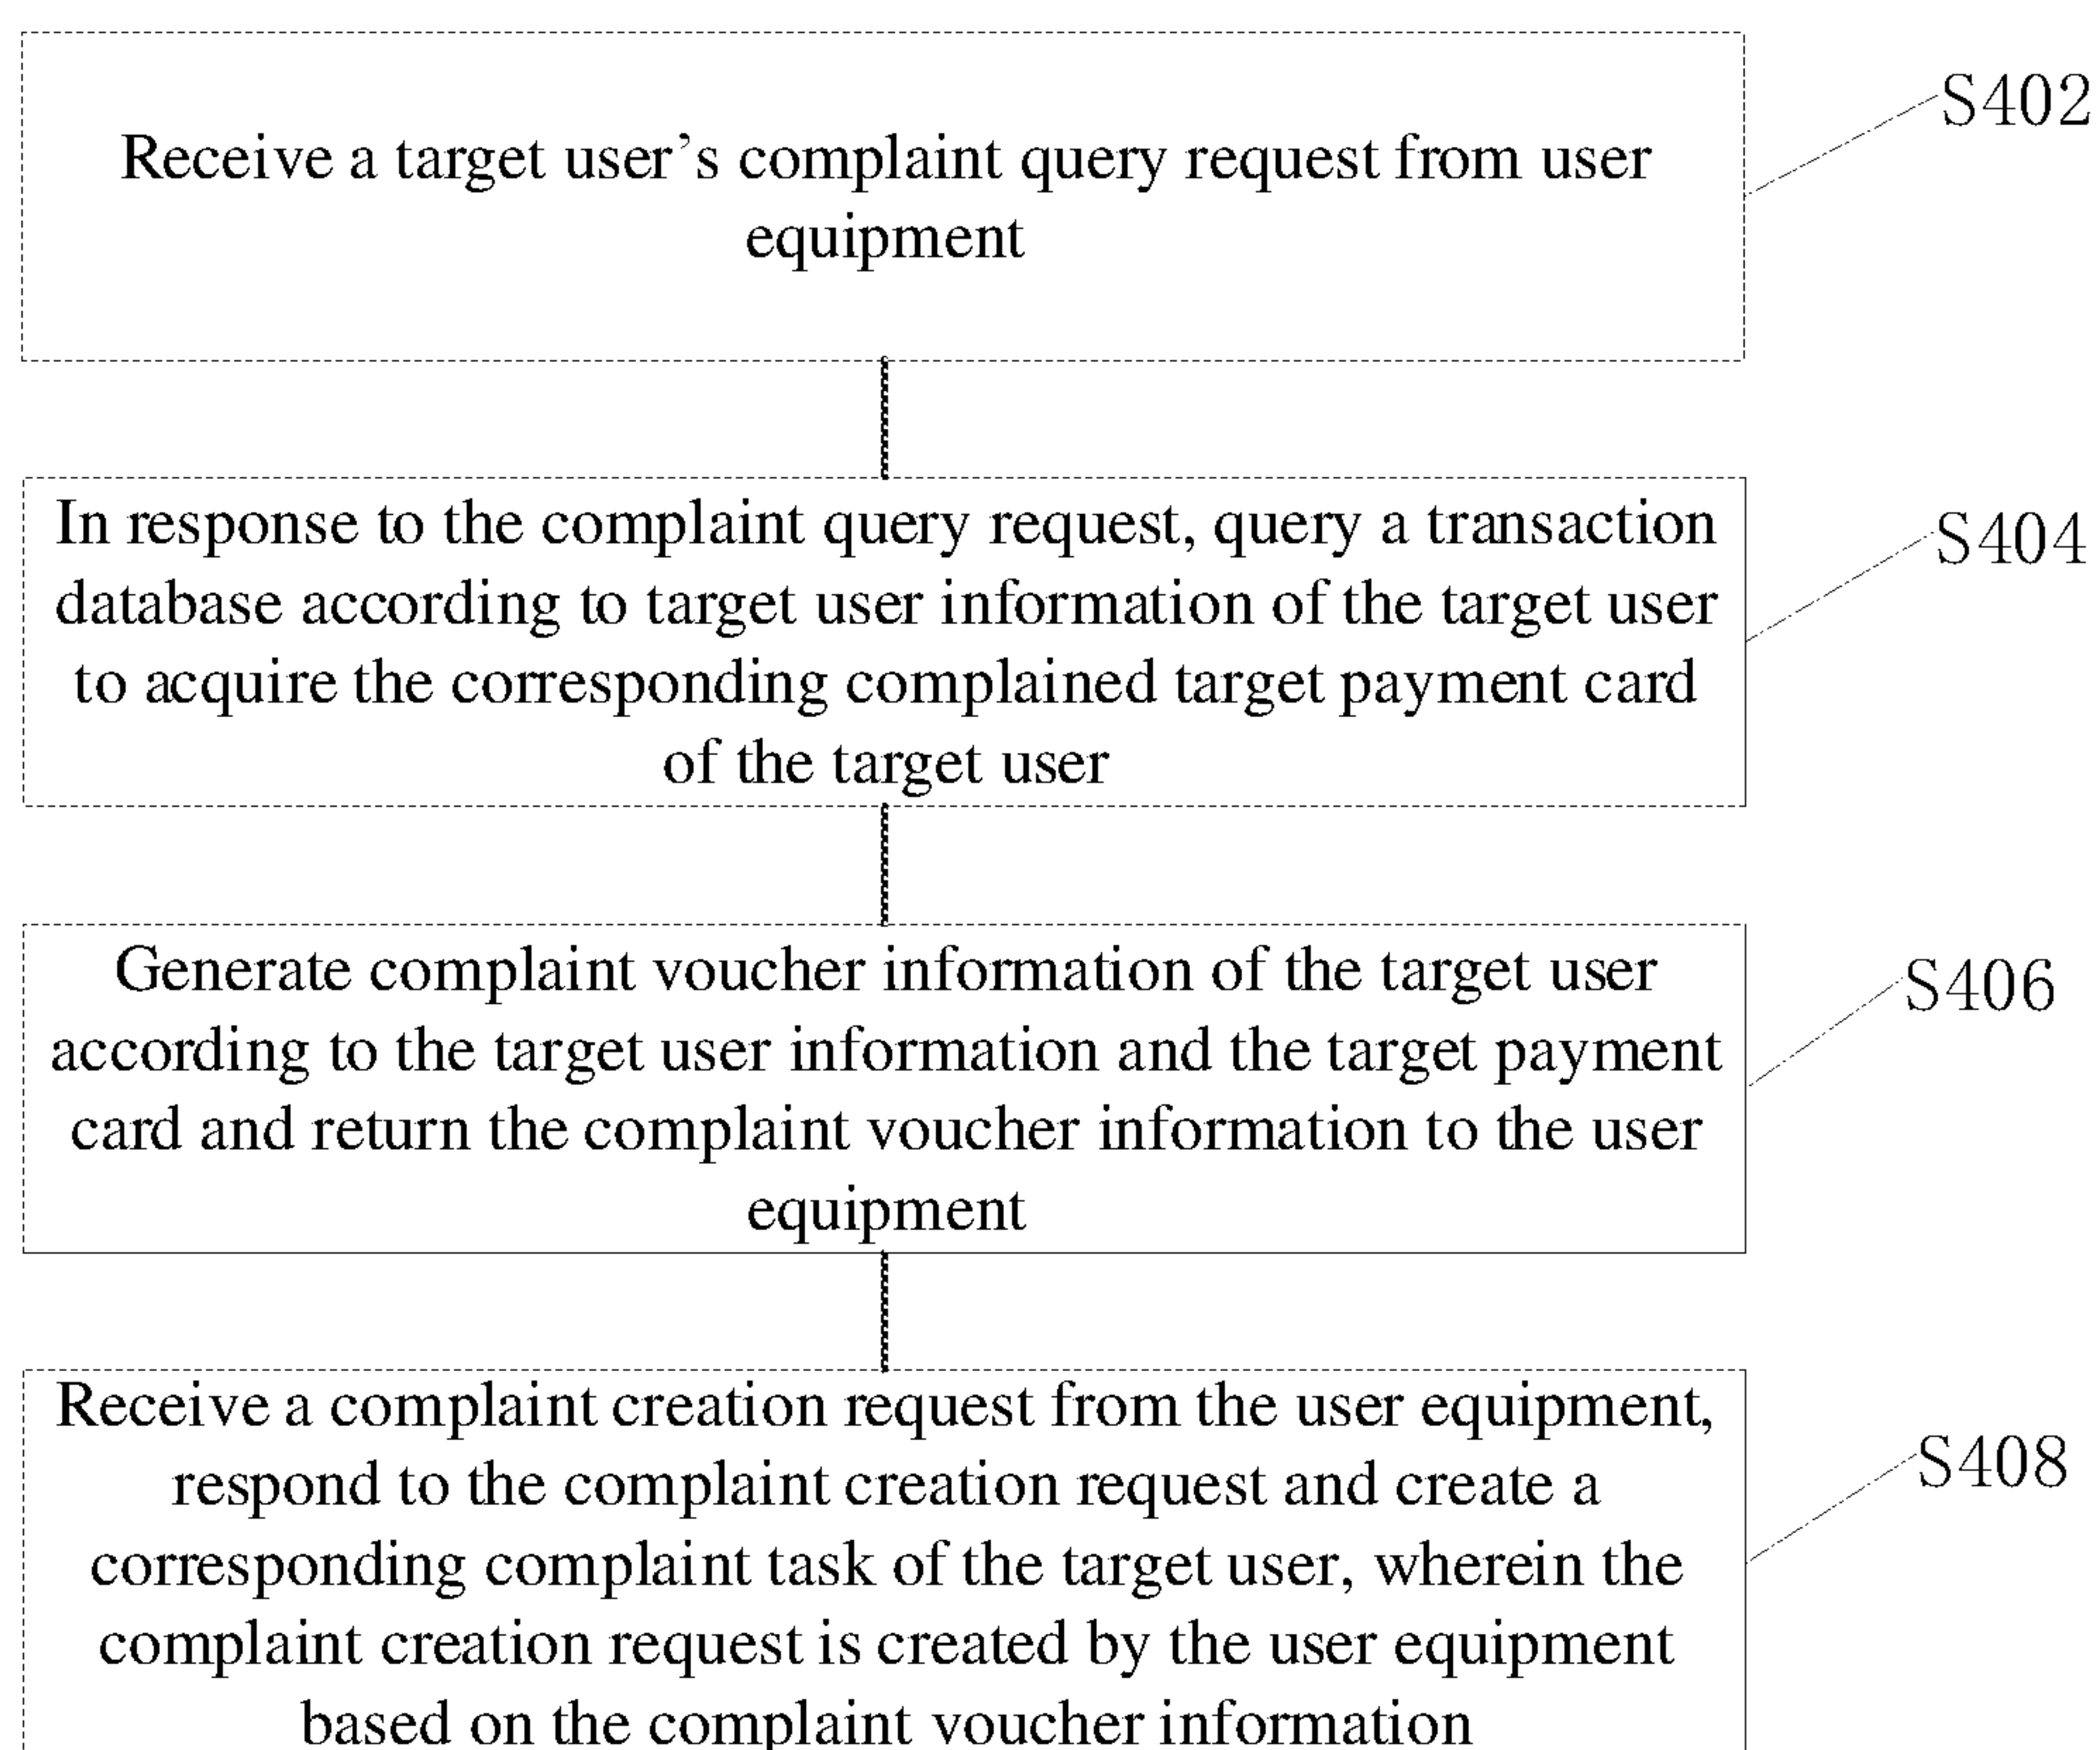 Receive a target user’s complaint query request from user
equipment
S402
In response to the complaint query request, query a transaction
database according to target user information of the target user
to acquire the corresponding complained target payment card
of the target user
S404
Generate complaint voucher information of the target user
according to the target user information and the target payment
card and return the complaint voucher information to the user
equipment
S406
Receive a complaint creation request from the user equipment,
respond to the complaint creation request and create a
corresponding complaint task of the target user, wherein the
complaint creation request is created by the user equipment
based on the complaint voucher information
S408